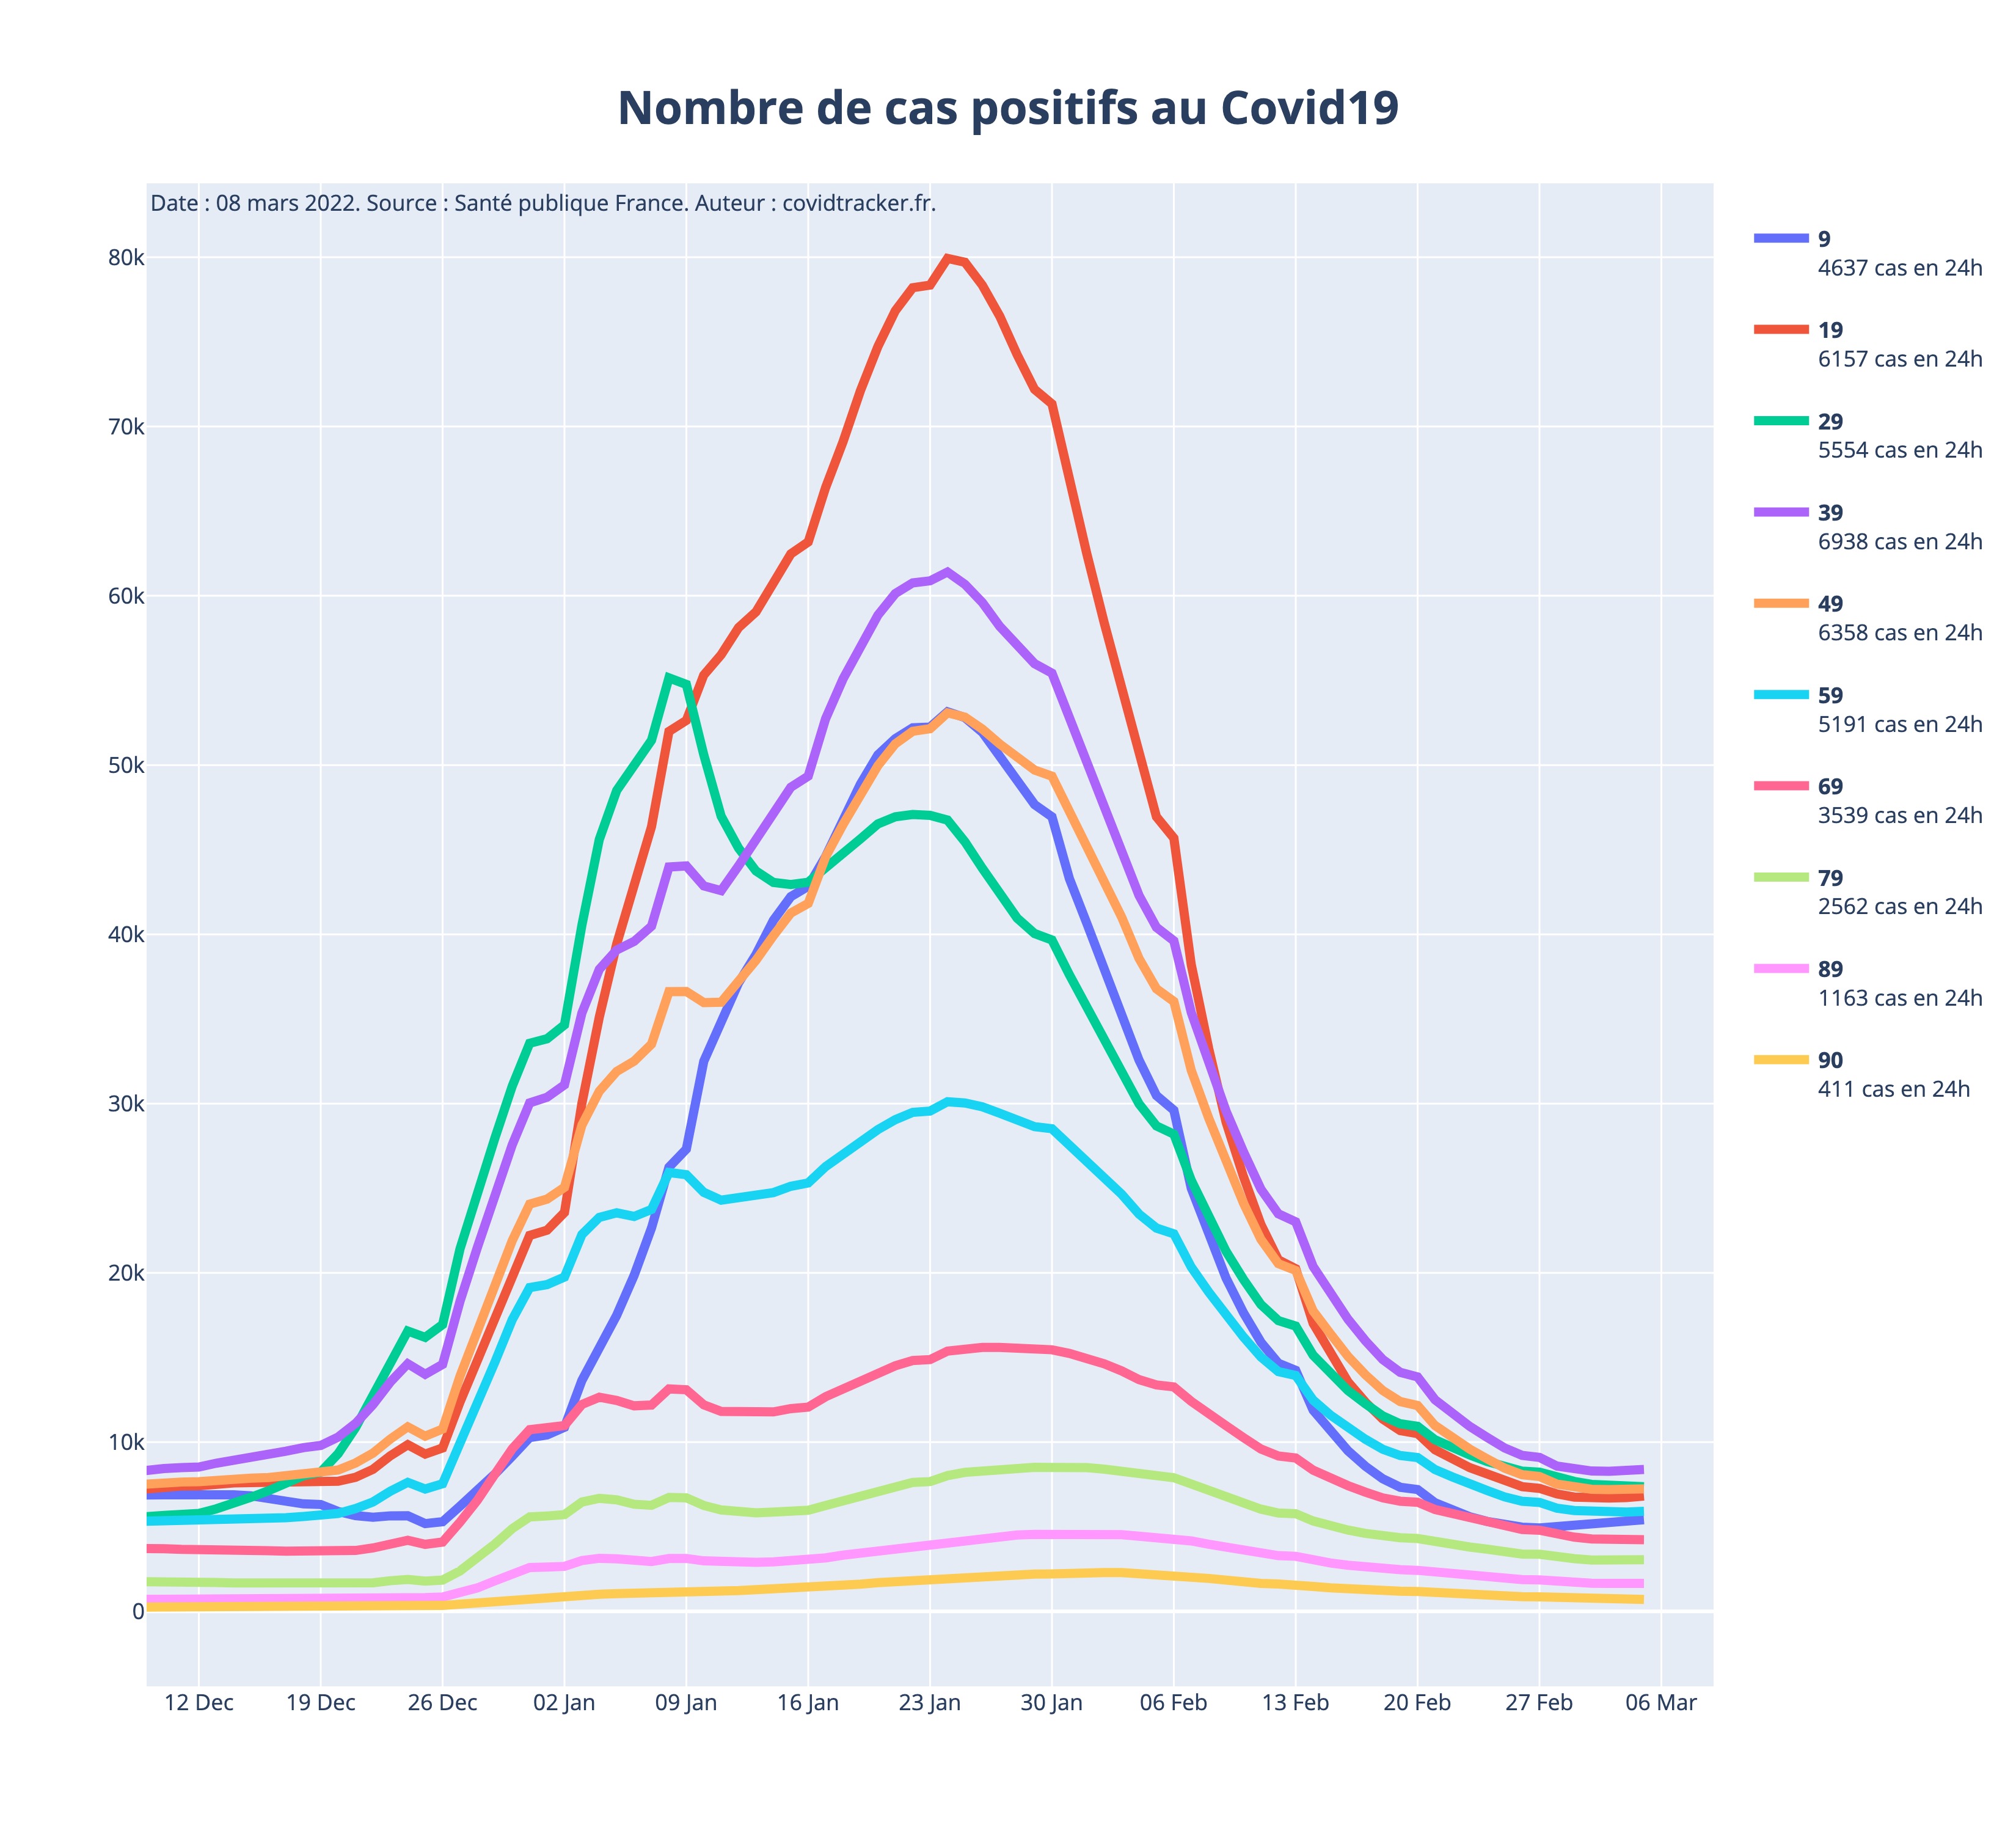 Nombre de cas positifs au Covid19
Date : 08 mars 2022. Source : Santé publique France. Auteur : covidtracker.fr.
80k
70k
60k
50k
40k
30k
20k
10k
0
12 Dec
19 Dec
26 Dec
02 Jan
09 Jan
16 Jan
23 Jan
30 Jan
06 Feb
13 Feb
20 Feb
27 Feb
06 Mar
9
4637 cas en 24h
19
6157 cas en 24h
29
5554 cas en 24h
39
6938 cas en 24h
49
6358 cas en 24h
59
5191 cas en 24h
69
3539 cas en 24h
79
2562 cas en 24h
89
1163 cas en 24h
90
411 cas en 24h